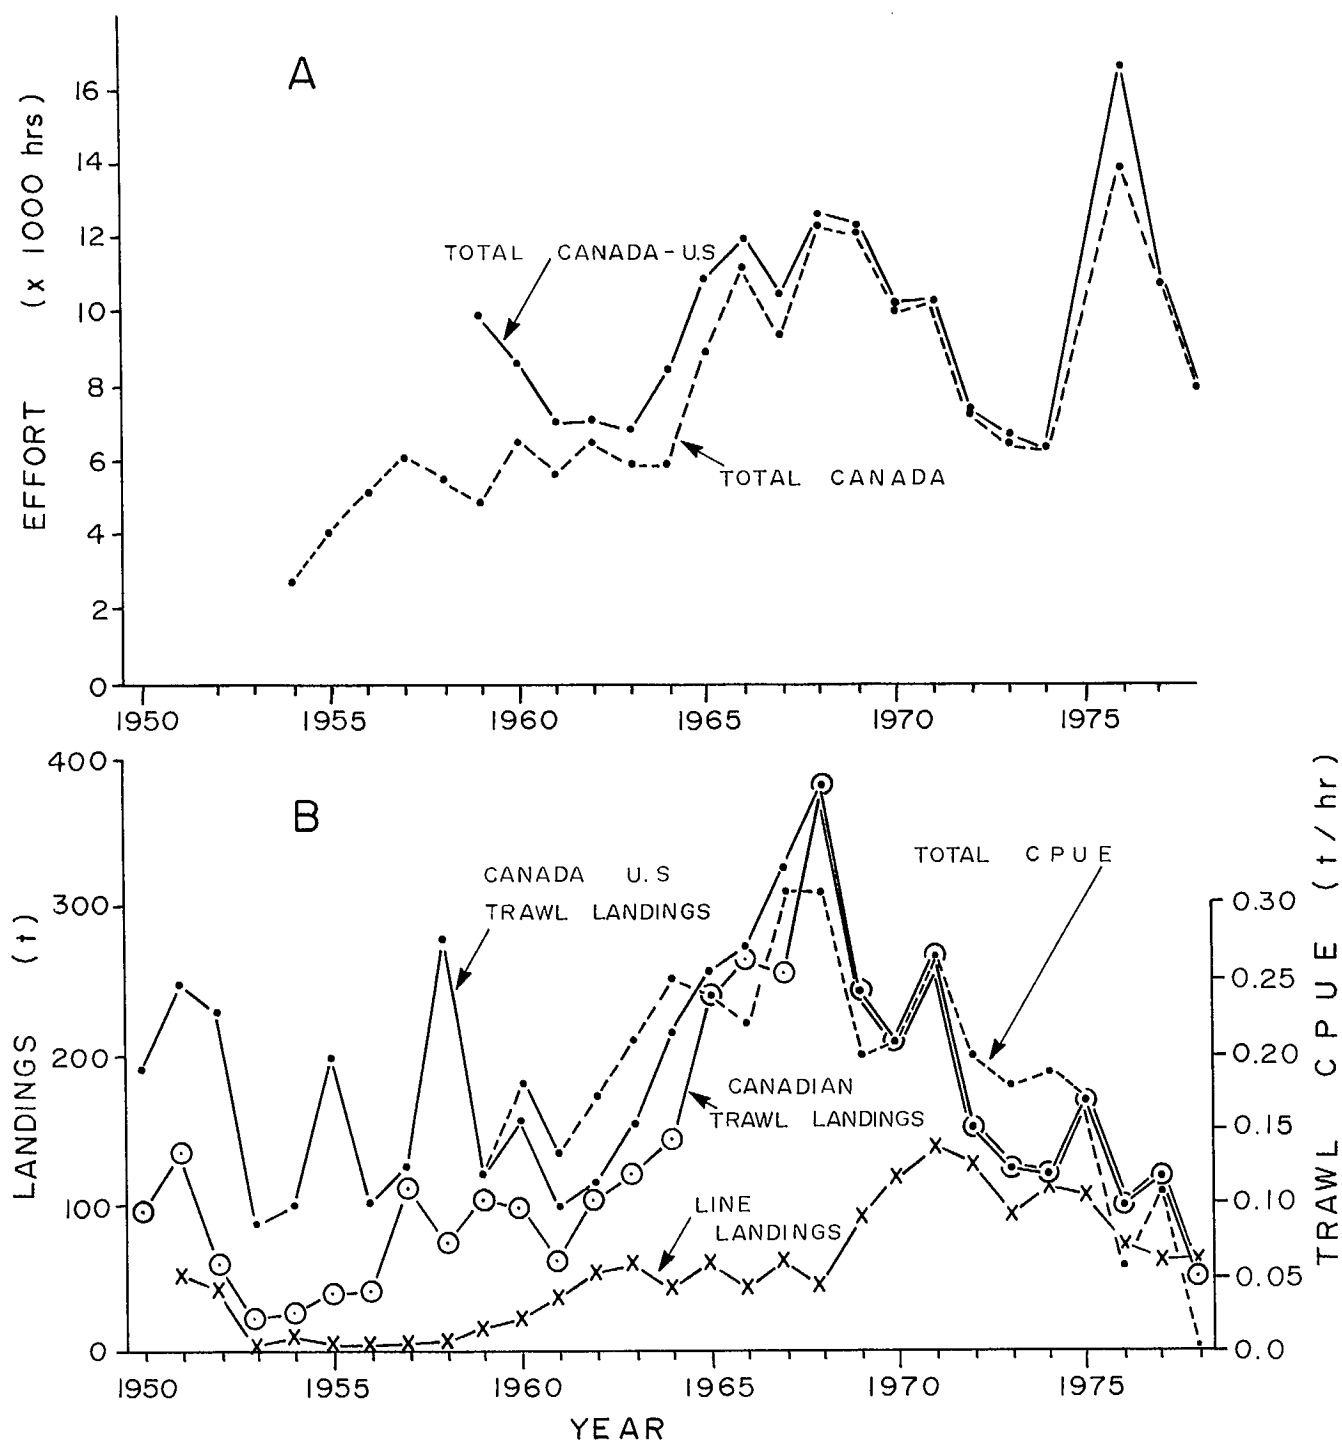 A
EFFORT (x 1000 hrs)
16
14
12
10
8
6
4
2
0
TOTAL CANADA-U.S
TOTAL CANADA
1950 1955 1960 1965 1970 1975
B
LANDINGS (t)
400
300
200
100
0
CANADA U.S
TRAWL LANDINGS
TOTAL CPUE
CANADIAN
TRAWL LANDINGS
LINE
LANDINGS
TRAWL CPUE (t/hr)
0.30
0.25
0.20
0.15
0.10
0.05
0.0
1950 1955 1960 1965 1970 1975
YEAR